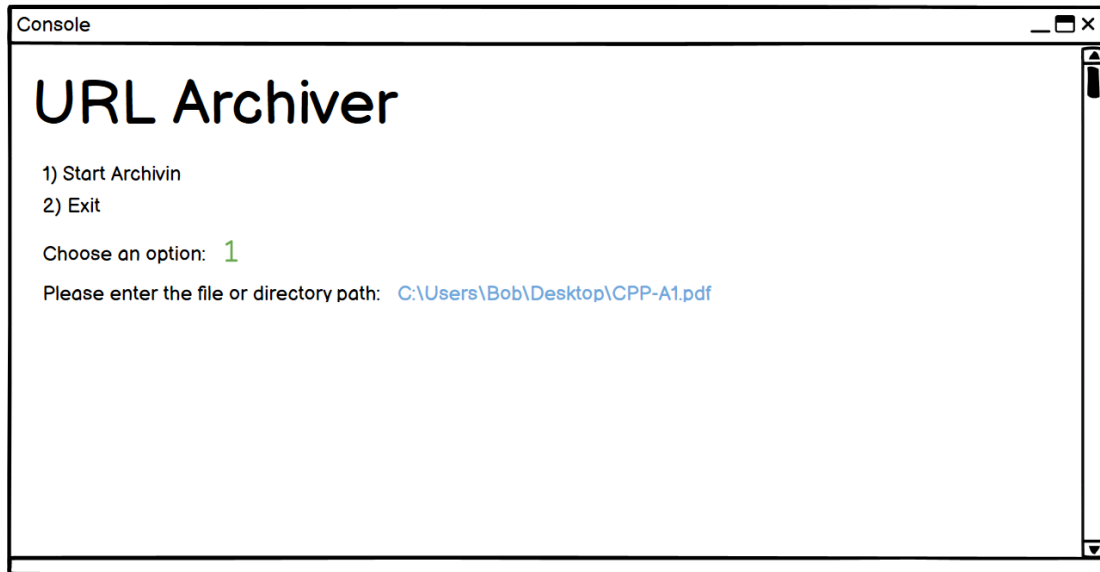 Console
URL Archiver
1) Start Archivin
2) Exit
Choose an option: 1
Please enter the file or directory path: C:\Users\Bob\Desktop\CPP-A1.pdf